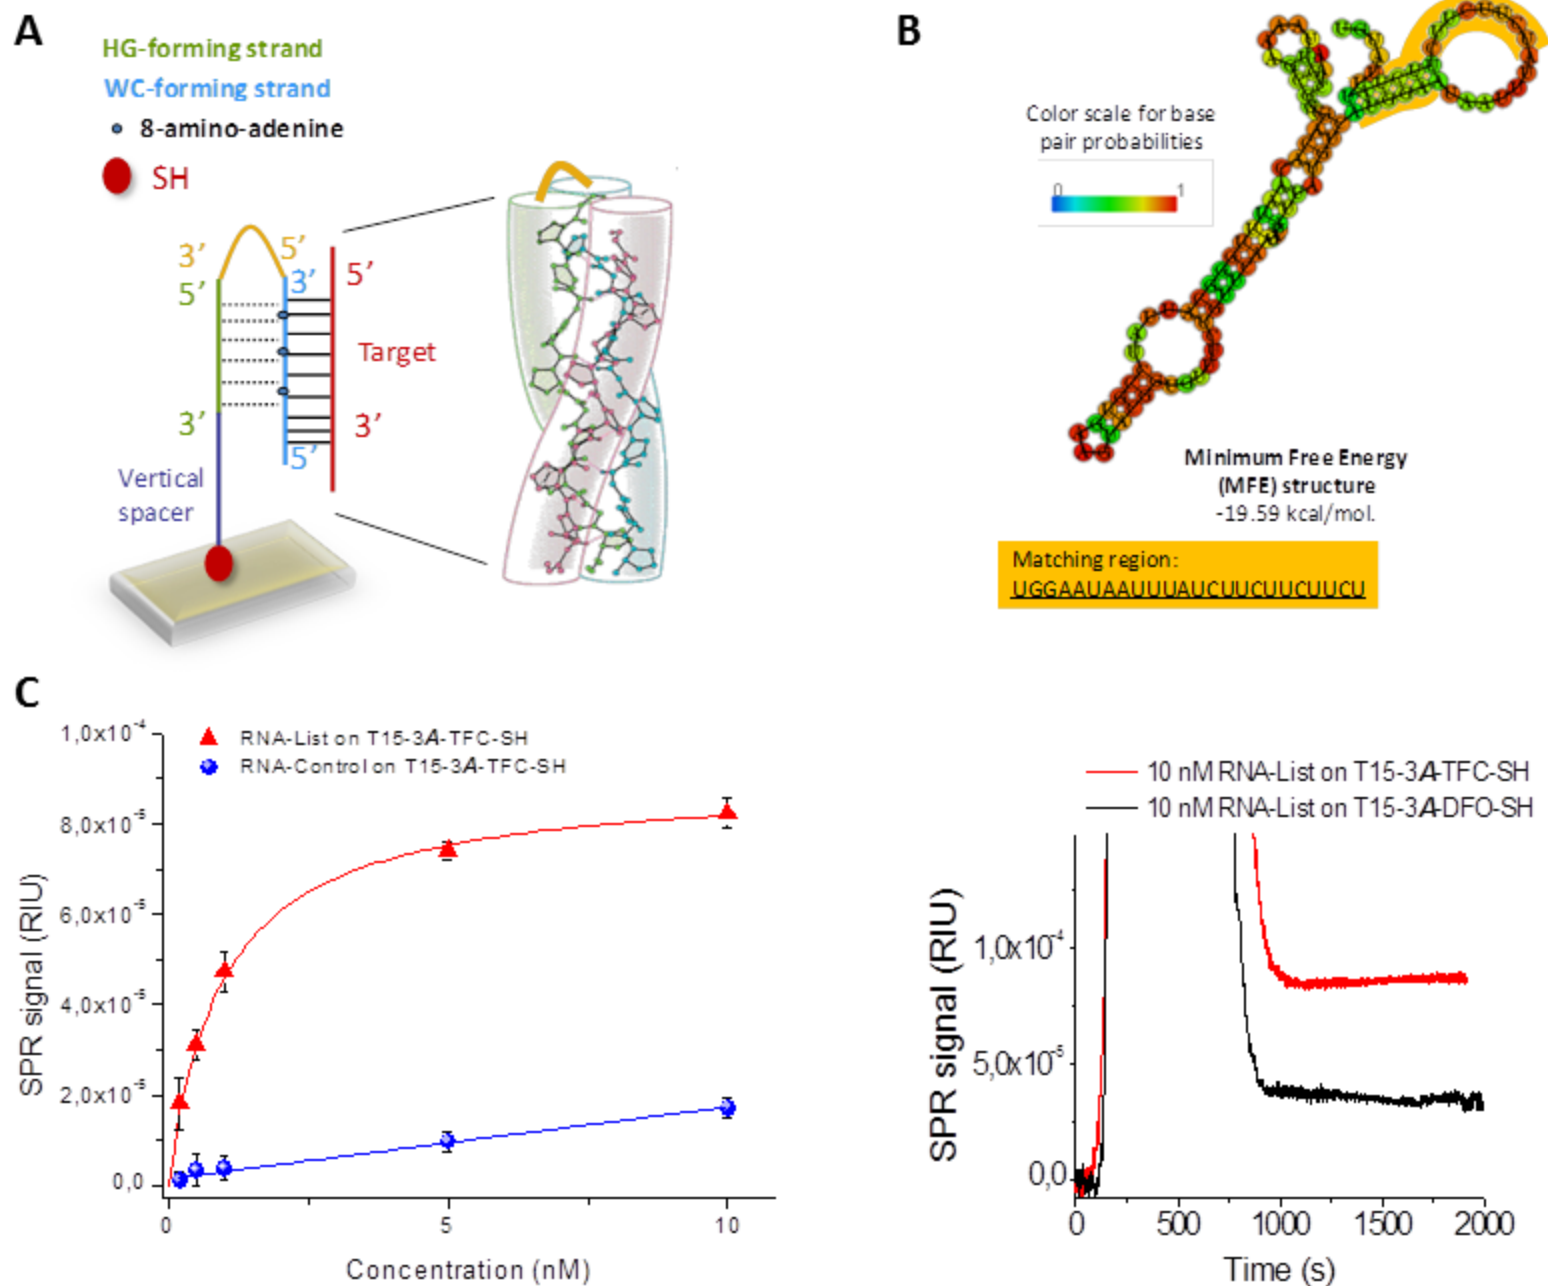 A
HG-forming strand
WC-forming strand
8-amino-adenine
SH
3’
5’
5’
3’
5’
Target
3’
3’
5’
Vertical
spacer
B
Color scale for base
pair probabilities
0
1
Minimum Free Energy
(MFE) structure
-19.59 kcal/mol.
Matching region:
UGGAAUAAUUUAUCUUCUUCUUCU
C
1,0x10⁻⁴
8,0x10⁻⁵
6,0x10⁻⁵
4,0x10⁻⁵
2,0x10⁻⁵
0,0
SPR signal (RIU)
RNA-List on T15-3A-TFC-SH
RNA-Control on T15-3A-TFC-SH
0
5
10
Concentration (nM)
10 nM RNA-List on T15-3A-TFC-SH
10 nM RNA-List on T15-3A-DFO-SH
SPR signal (RIU)
1,0x10⁻⁴
5,0x10⁻⁵
0,0
0
500
1000
1500
2000
Time (s)